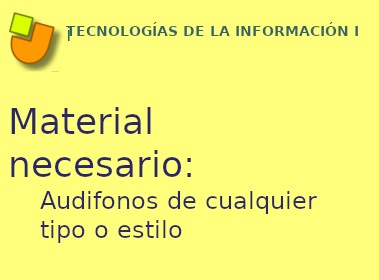 TECNOLOGÍAS DE LA INFORMACIÓN I
Material
necesario:
Audifonos de cualquier
tipo o estilo